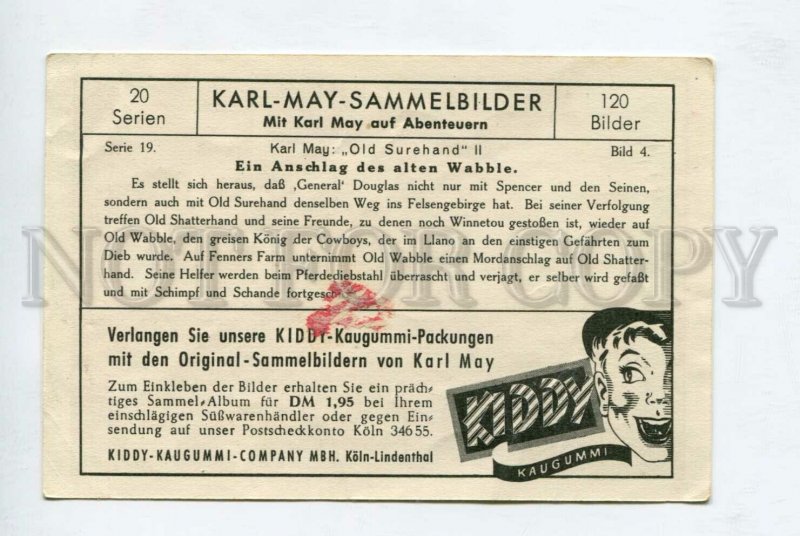 20
Serien
KARL-MAY-SAMMELBILDER
Mit Karl May auf Abenteuern
120
Bilder
Serie 19.
Karl May: „Old Surehand" II
Bild 4.
Ein Anschlag des alten Wabble.
Es stellt sich heraus, daß ‚General' Douglas nicht nur mit Spencer und den Seinen,
sondern auch mit Old Surehand denselben Weg ins Felsengebirge hat. Bei seiner Verfolgung
treffen Old Shatterhand und seine Freunde, zu denen noch Winnetou gestoßen ist, wieder auf
Old Wabble, den greisen König der Cowboys, der im Llano an den einstigen Gefährten zum
Dieb wurde. Auf Fenners Farm unternimmt Old Wabble einen Mordanschlag auf Old Shatter-
hand. Seine Helfer werden beim Pferdediebstahl überrascht und verjagt, er selber wird gefaßt
und mit Schimpf und Schande fortgesc
Verlangen Sie unsere KIDDY-Kaugummi-Packungen
mit den Original-Sammelbildern von Karl May
Zum Einkleben der Bilder erhalten Sie ein präch-
tiges Sammel-Album für DM 1,95 bei Ihrem
einschlägigen Süßwarenhändler oder gegen Ein-
sendung auf unser Postscheckkonto Köln 34655.
KIDDY-KAUGUMMI-COMPANY MBH. Köln-Lindenthal
KIDDY
KAUGUMMI
NOT FOR COPY